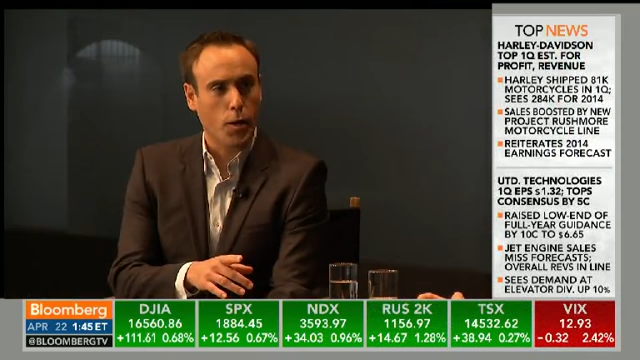 TOP NEWS
HARLEY-DAVIDSON
TOP 1Q EST. FOR
PROFIT, REVENUE
HARLEY SHIPPED 81K
MOTORCYCLES IN 1Q;
SEES 284K FOR 2014
SALES BOOSTED BY NEW
PROJECT RUSHMORE
MOTORCYCLE LINE
REITERATES 2014
EARNINGS FORECAST
UTD. TECHNOLOGIES
1Q EPS $1.32; TOPS
CONSENSUS BY 5C
RAISED LOW-END OF
FULL-YEAR GUIDANCE
BY 10C TO $6.65
JET ENGINE SALES
MISS FORECASTS;
OVERALL REVS IN LINE
SEES DEMAND AT
ELEVATOR DIV. UP 10%
Bloomberg
APR 22 1:45 ET
@BLOOMBERGTV
DJIA
16560.86
+111.61 0.68%
SPX
1884.45
+12.56 0.67%
NDX
3593.97
+34.03 0.96%
RUS 2K
1156.97
+14.67 1.28%
TSX
14532.62
+38.94 0.27%
VIX
12.93
-0.32 2.42%